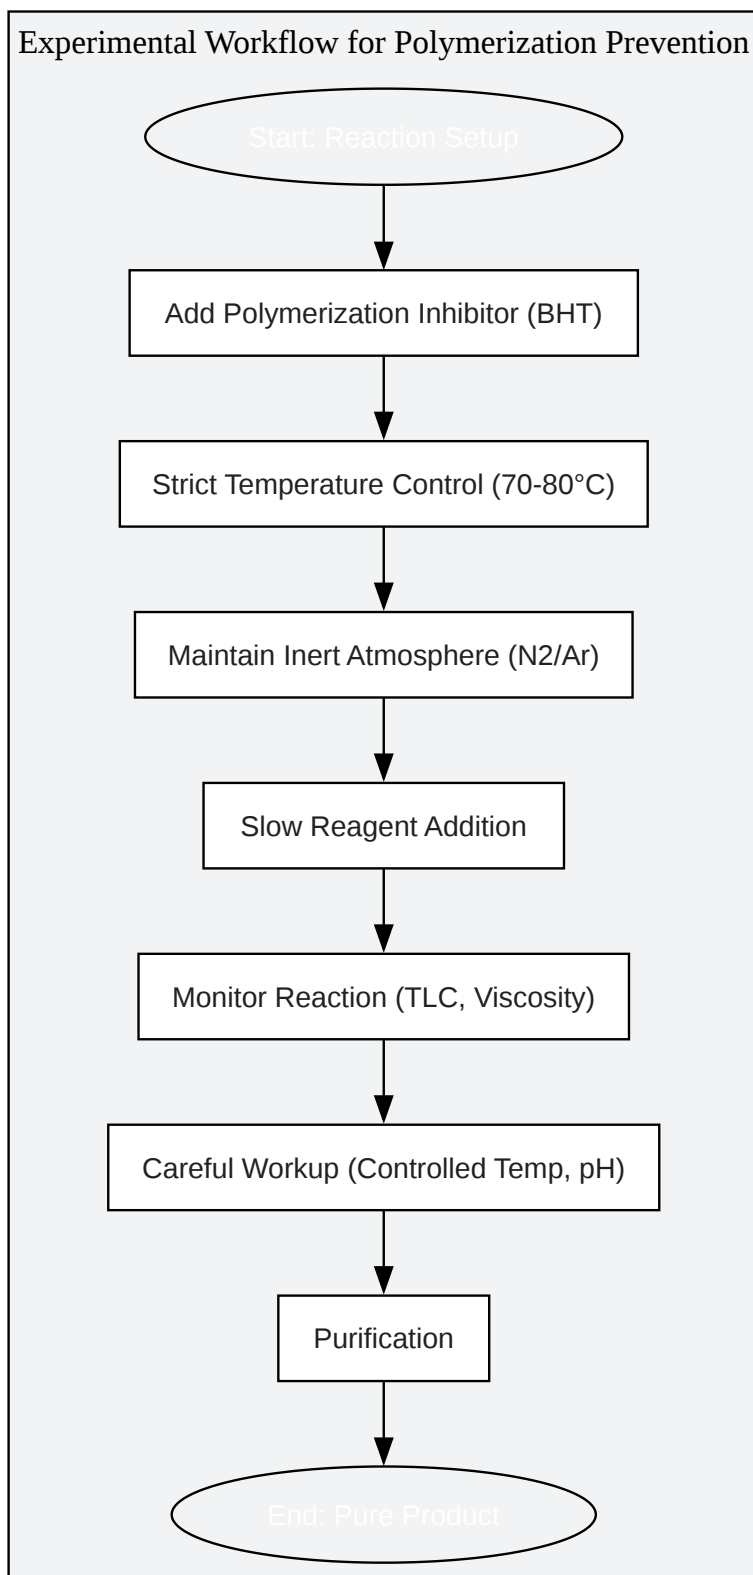 Experimental Workflow for Polymerization Prevention
Start: Reaction Setup
Add Polymerization Inhibitor (BHT)
Strict Temperature Control (70-80°C)
Maintain Inert Atmosphere (N2/Ar)
Slow Reagent Addition
Monitor Reaction (TLC, Viscosity)
Careful Workup (Controlled Temp, pH)
Purification
End: Pure Product